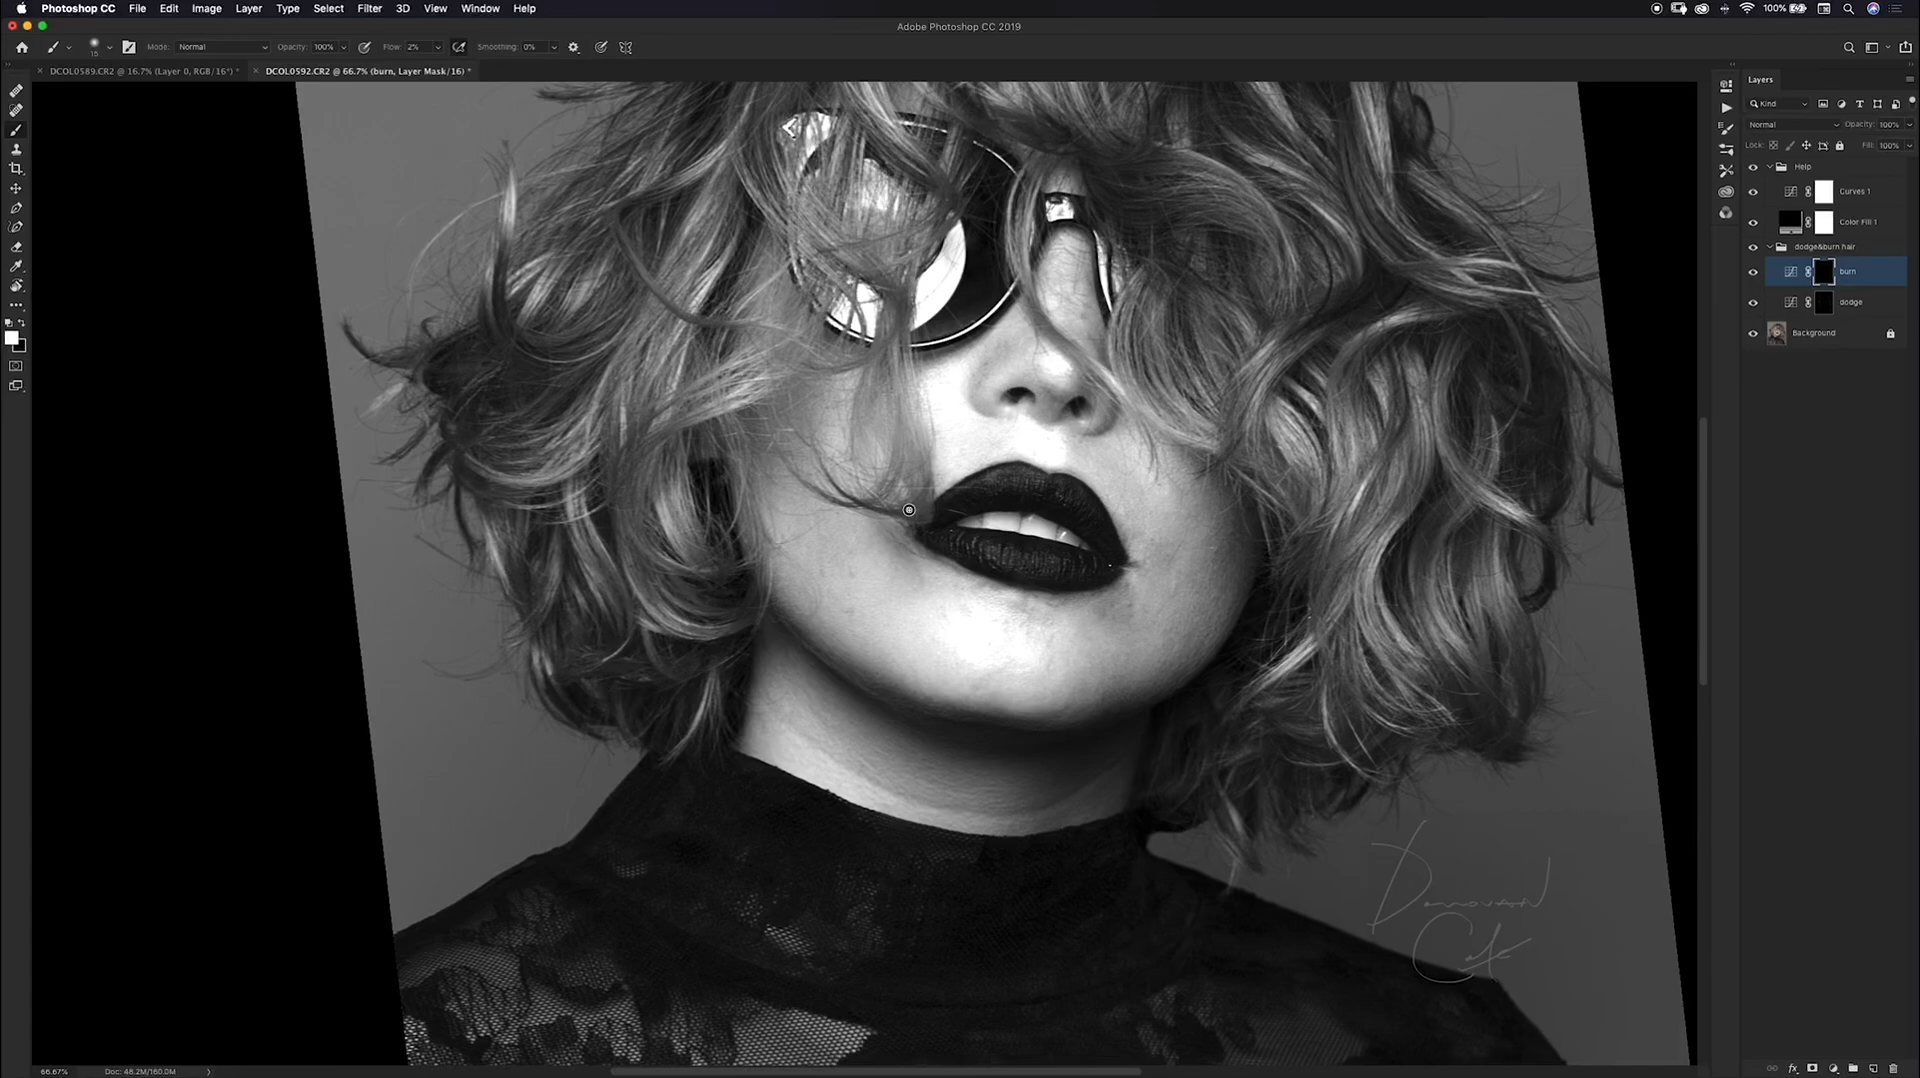 Photoshop CC File Edit Image Layer Type Select Filter 3D View Window Help 100%
Adobe Photoshop CC 2019
15 Mode: Normal Opacity: 100% Flow: 2% Smoothing: 0%
DCOL0589.CR2 @ 16.7% (Layer 0, RGB/16*) * DCOL0592.CR2 @ 66.7% (burn, Layer Mask/16) *
Layers
Kind
Normal Opacity: 100%
Lock: Fill: 100%
Help
Curves 1
Color Fill 1
dodge&burn hair
burn
dodge
Background
Donovan
66.67% Doc: 48.2M/160.0M